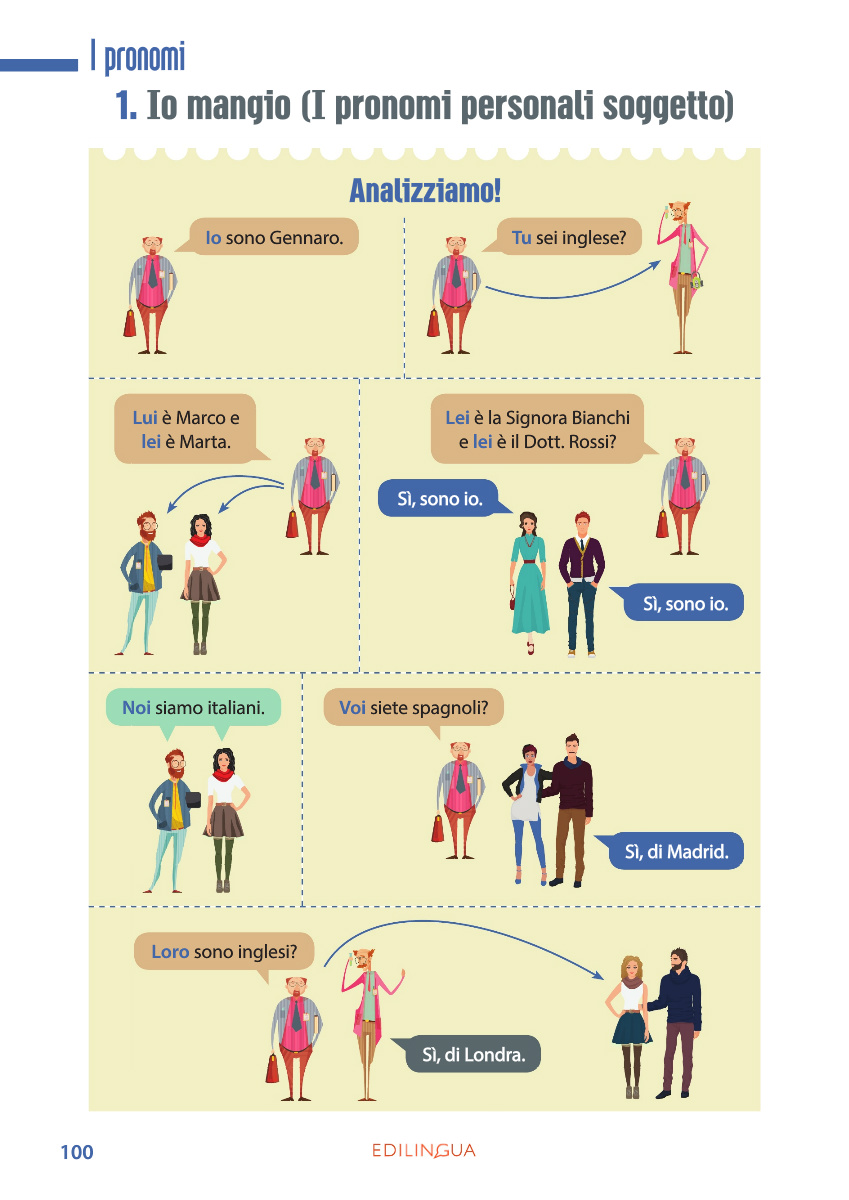 I pronomi
1. Io mangio (I pronomi personali soggetto)
Analizziamo!
Io sono Gennaro.
Tu sei inglese?
Lui è Marco e
lei è Marta.
Lei è la Signora Bianchi
e lei è il Dott. Rossi?
Sì, sono io.
Sì, sono io.
Noi siamo italiani.
Voi siete spagnoli?
Sì, di Madrid.
Loro sono inglesi?
Sì, di Londra.
100
EDILINGUA